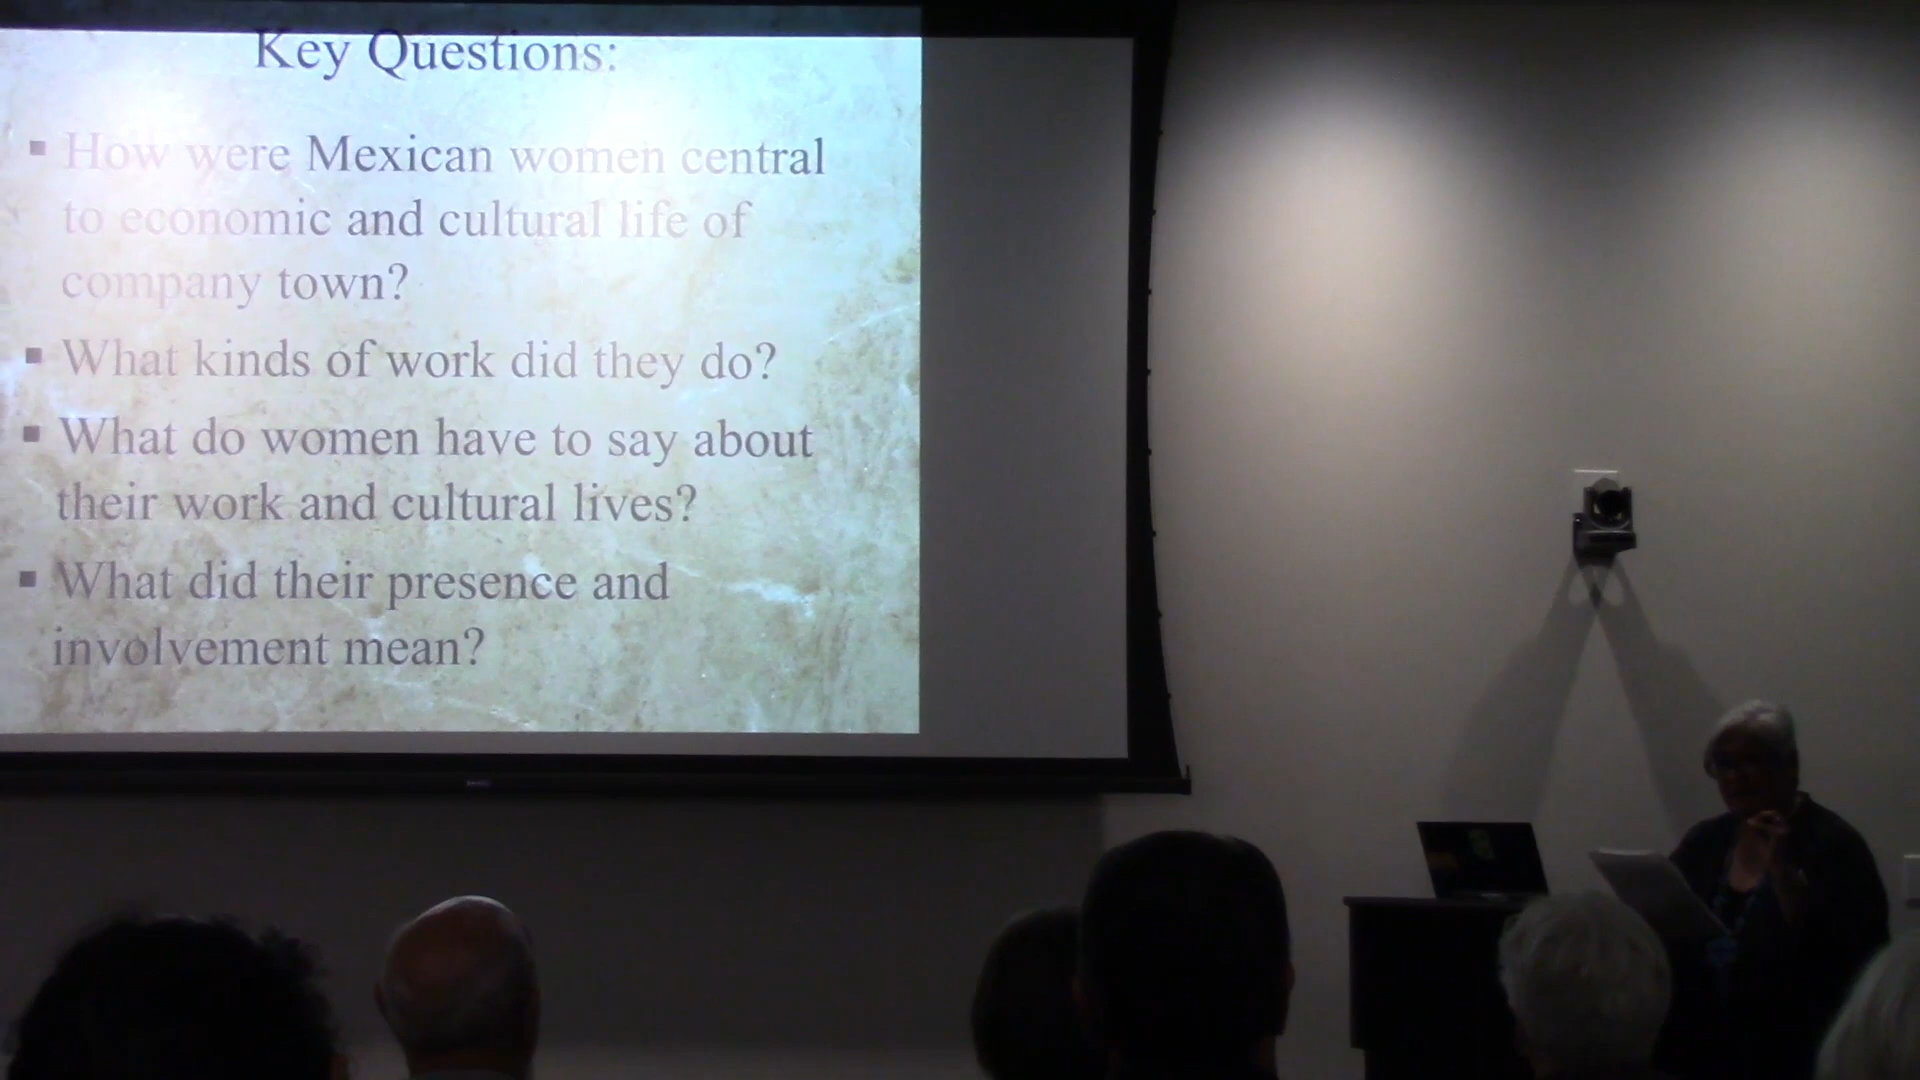 Key Questions:
▪ How were Mexican women central
to economic and cultural life of
company town?
▪ What kinds of work did they do?
▪ What do women have to say about
their work and cultural lives?
▪ What did their presence and
involvement mean?